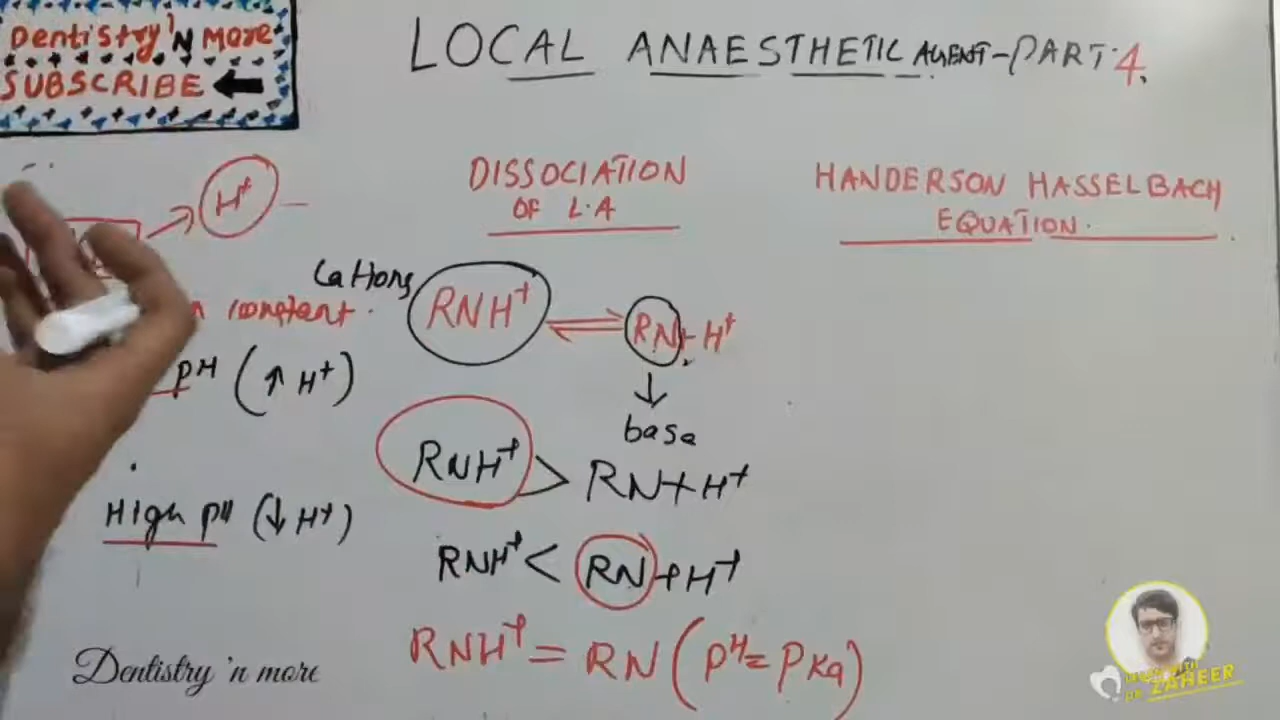 Dentistry'N More
SUBSCRIBE
LOCAL ANAESTHETIC AGENT-PART 4.
H+
constant.
PH (↑ H+)
High pH (↓ H+)
DISSOCIATION
OF L.A
Cations
RNH+ ⇌ RN + H+
↓
base
RNH+ > RN + H+
RNH+ < RN + H+
RNH+ = RN (PH = PKa)
HANDERSON HASSELBACH
EQUATION.
Dentistry 'n more
ZAHEER